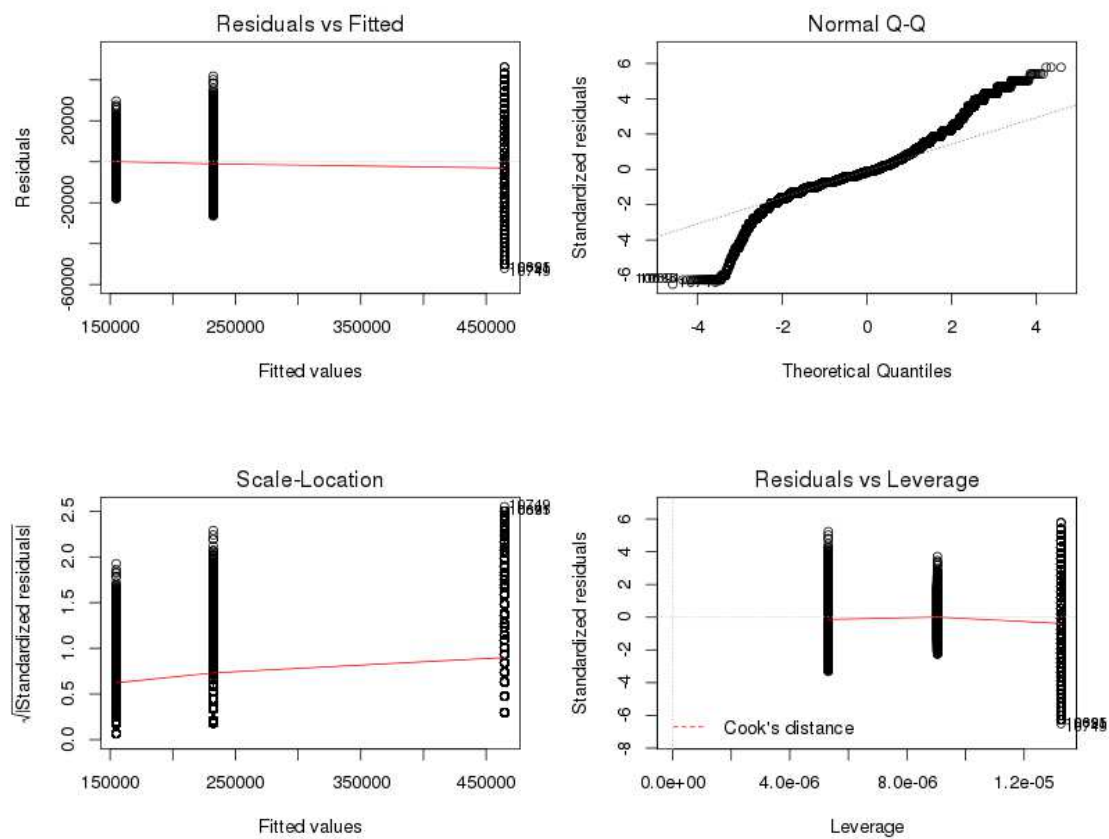 Residuals vs Fitted
Residuals
20000
-20000
-60000
150000 250000 350000 450000
Fitted values
Normal Q-Q
Standardized residuals
6
4
2
0
-2
-4
-6
-4 -2 0 2 4
Theoretical Quantiles
Scale-Location
√|Standardized residuals|
2.5
2.0
1.5
1.0
0.5
0.0
10749
150000 250000 350000 450000
Fitted values
Residuals vs Leverage
Standardized residuals
6
4
2
0
-2
-4
-6
-8
10749
Cook's distance
0.0e+00 4.0e-06 8.0e-06 1.2e-05
Leverage